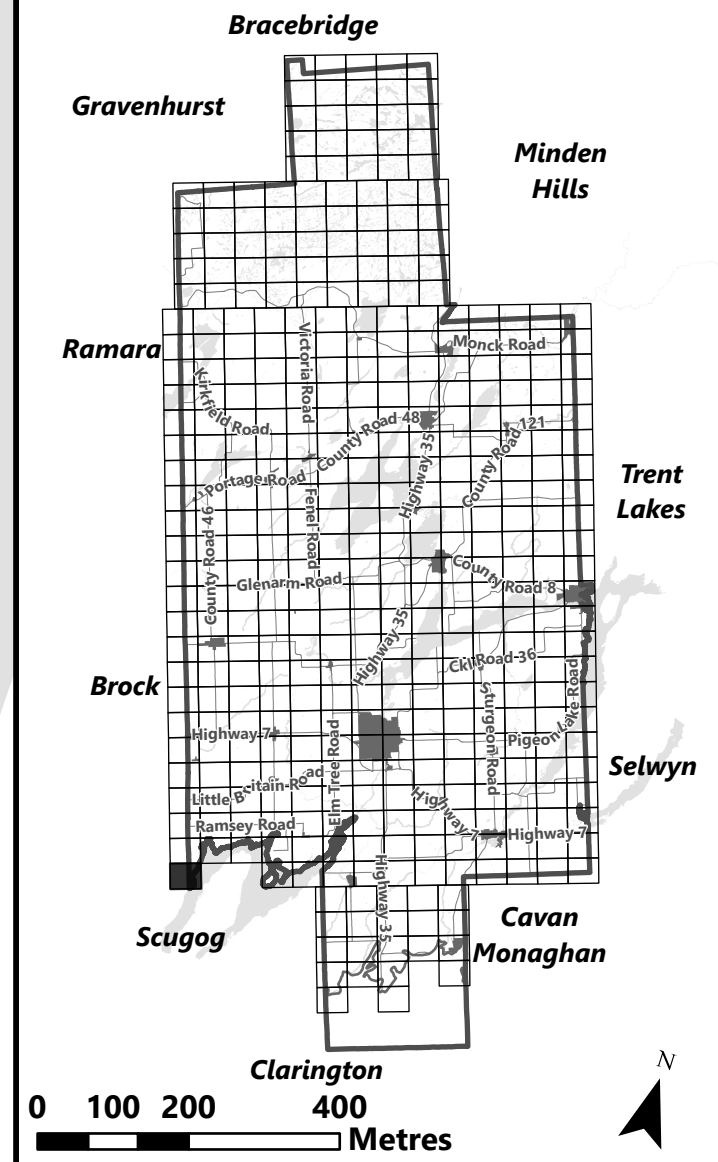 Bracebridge
Gravenhurst
Minden
Hills
Ramara
Monck Road
Victoria Road
Kirkfield Road
County Road 48
County Road 121
Highway 35
Portage Road
Trent
Lakes
Fenel Road
County Road 46
Glenarm Road
County Road 8
Highway 35
Ckl Road 36
Brock
Sturgeon Road
Pigeon Lake Road
Highway 7
Elm Tree Road
Selwyn
Little Britain Road
Highway 7
Ramsey Road
Highway 7
Highway 35
Scugog
Cavan
Monaghan
Clarington
N
0 100 200 400
Metres